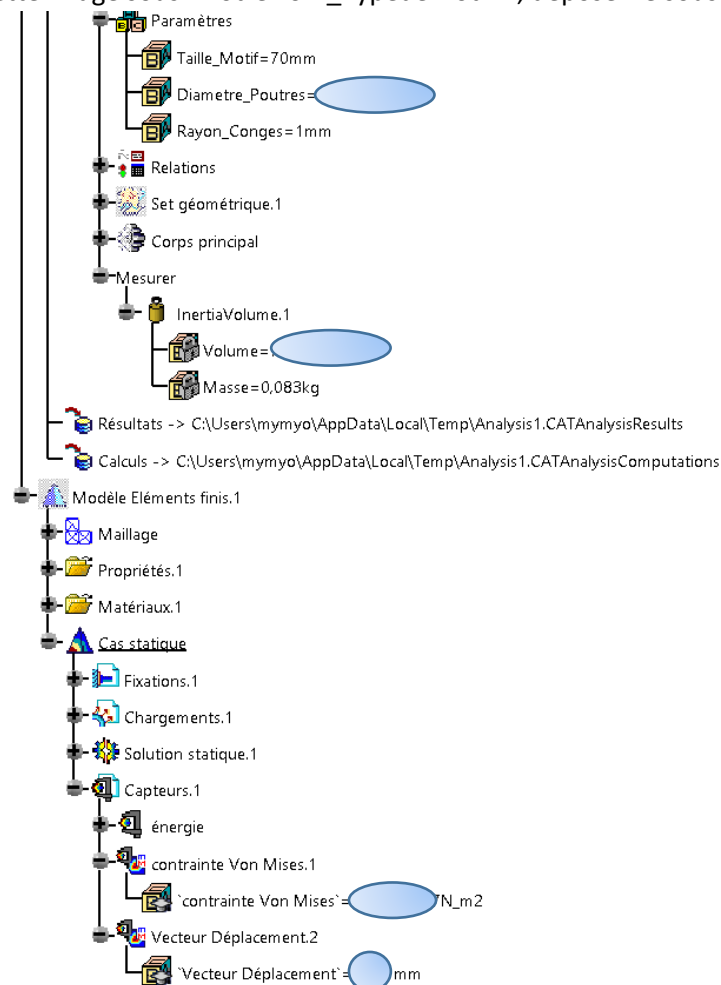 Paramètres
Taille_Motif=70mm
Diametre_Poutres=
Rayon_Conges=1mm
Relations
Set géométrique.1
Corps principal
Mesurer
InertiaVolume.1
Volume=
Masse=0,083kg
Résultats -> C:\Users\mymyo\AppData\Local\Temp\Analysis1.CATAnalysisResults
Calculs -> C:\Users\mymyo\AppData\Local\Temp\Analysis1.CATAnalysisComputations
Modèle Eléments finis.1
Maillage
Propriétés.1
Matériaux.1
Cas statique
Fixations.1
Chargements.1
Solution statique.1
Capteurs.1
énergie
contrainte Von Mises.1
`contrainte Von Mises`= N_m2
Vecteur Déplacement.2
`Vecteur Déplacement`= mm